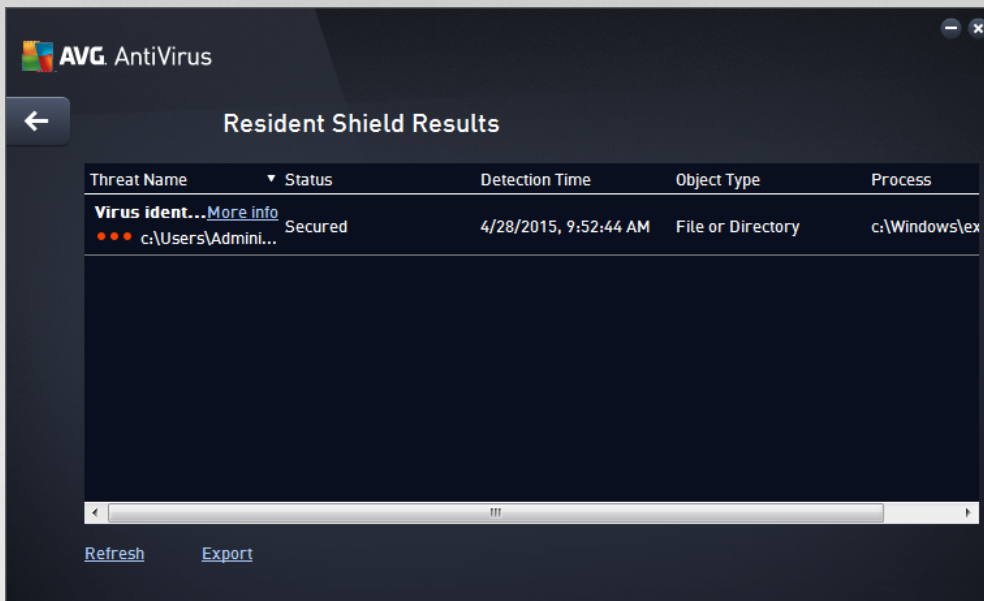 AVG. AntiVirus
Resident Shield Results
Threat Name Status Detection Time Object Type Process
Virus ident...More info
c:\Users\Admini...
Secured 4/28/2015, 9:52:44 AM File or Directory c:\Windows\ex
Refresh Export